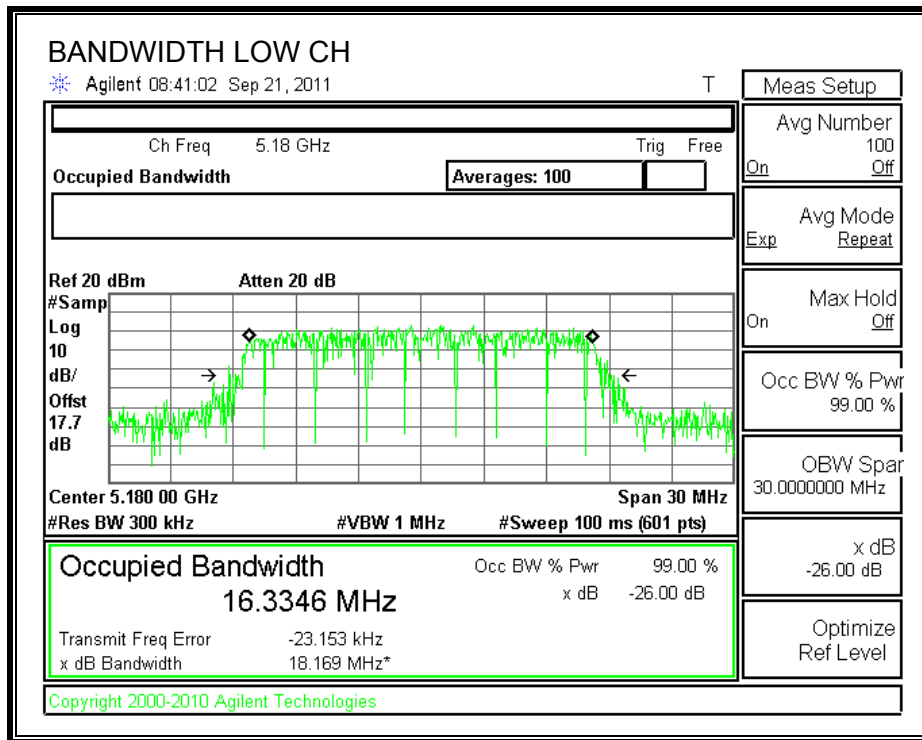 BANDWIDTH LOW CH
Agilent 08:41:02 Sep 21, 2011 T
Ch Freq 5.18 GHz Trig Free
Occupied Bandwidth Averages: 100
Ref 20 dBm Atten 20 dB
#Samp
Log
10
dB/
Offst
17.7
dB
Center 5.180 00 GHz Span 30 MHz
#Res BW 300 kHz #VBW 1 MHz #Sweep 100 ms (601 pts)
Occupied Bandwidth Occ BW % Pwr 99.00 %
16.3346 MHz x dB -26.00 dB
Transmit Freq Error -23.153 kHz
x dB Bandwidth 18.169 MHz*
Copyright 2000-2010 Agilent Technologies
Meas Setup
Avg Number
100
On Off
Avg Mode
Exp Repeat
Max Hold
On Off
Occ BW % Pwr
99.00 %
OBW Span
30.0000000 MHz
x dB
-26.00 dB
Optimize
Ref Level